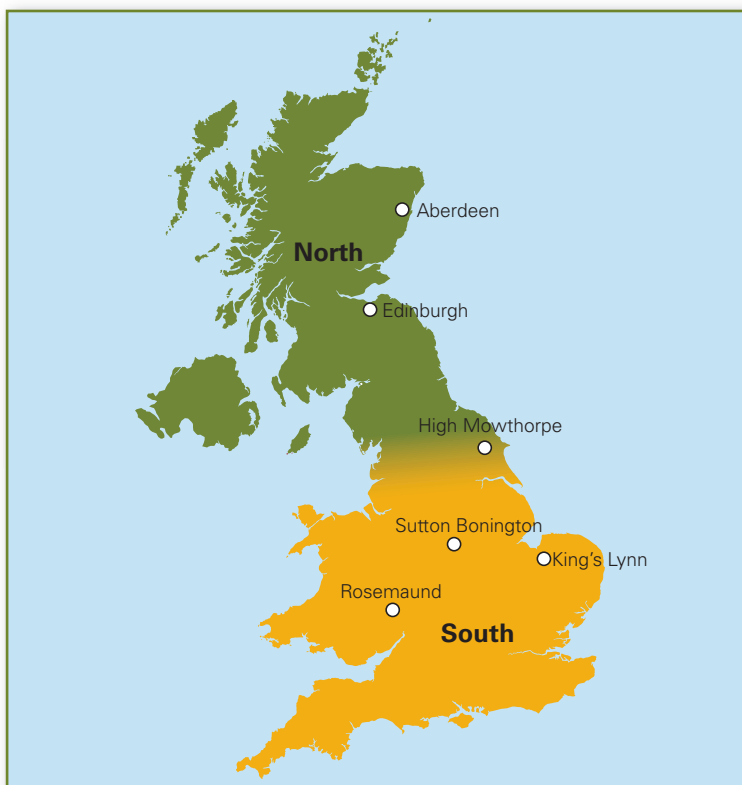 Aberdeen
North
Edinburgh
High Mowthorpe
Sutton Bonington
King's Lynn
Rosemaund
South